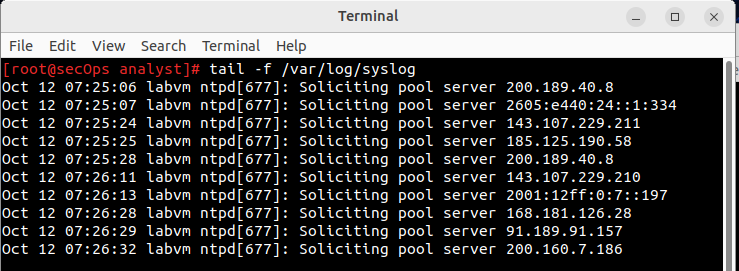 Terminal
File Edit View Search Terminal Help
[root@secOps analyst]# tail -f /var/log/syslog
Oct 12 07:25:06 labvm ntpd[677]: Soliciting pool server 200.189.40.8
Oct 12 07:25:07 labvm ntpd[677]: Soliciting pool server 2605:e440:24::1:334
Oct 12 07:25:24 labvm ntpd[677]: Soliciting pool server 143.107.229.211
Oct 12 07:25:25 labvm ntpd[677]: Soliciting pool server 185.125.190.58
Oct 12 07:25:28 labvm ntpd[677]: Soliciting pool server 200.189.40.8
Oct 12 07:26:11 labvm ntpd[677]: Soliciting pool server 143.107.229.210
Oct 12 07:26:13 labvm ntpd[677]: Soliciting pool server 2001:12ff:0:7::197
Oct 12 07:26:28 labvm ntpd[677]: Soliciting pool server 168.181.126.28
Oct 12 07:26:29 labvm ntpd[677]: Soliciting pool server 91.189.91.157
Oct 12 07:26:32 labvm ntpd[677]: Soliciting pool server 200.160.7.186